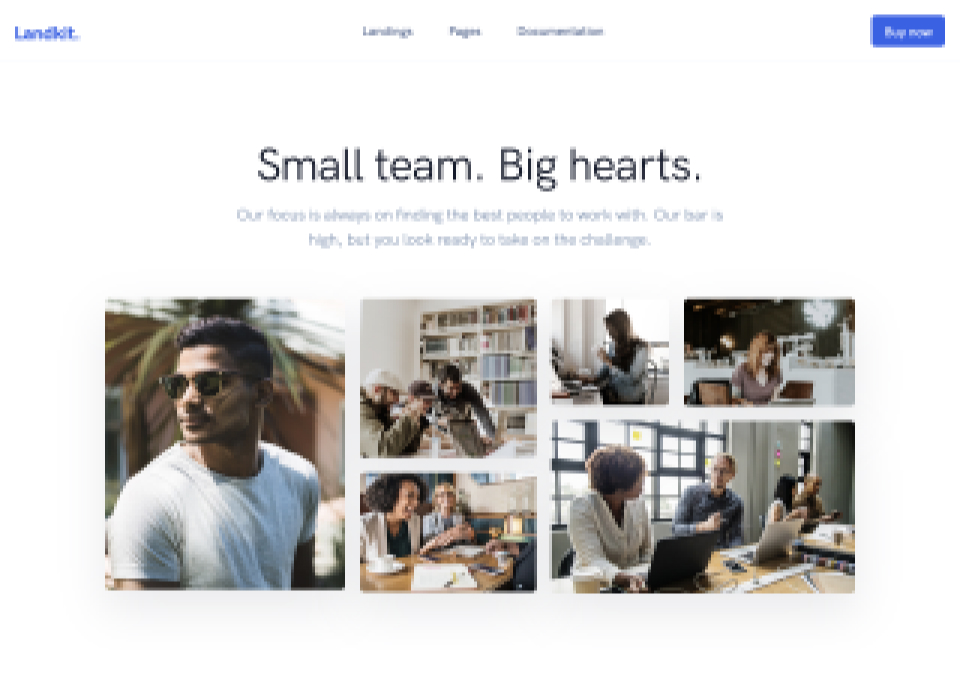 Landkit.
Landings Pages Documentation
Buy now
Small team. Big hearts.
Our focus is always on finding the best people to work with. Our bar is
high, but you look ready to take on the challenge.